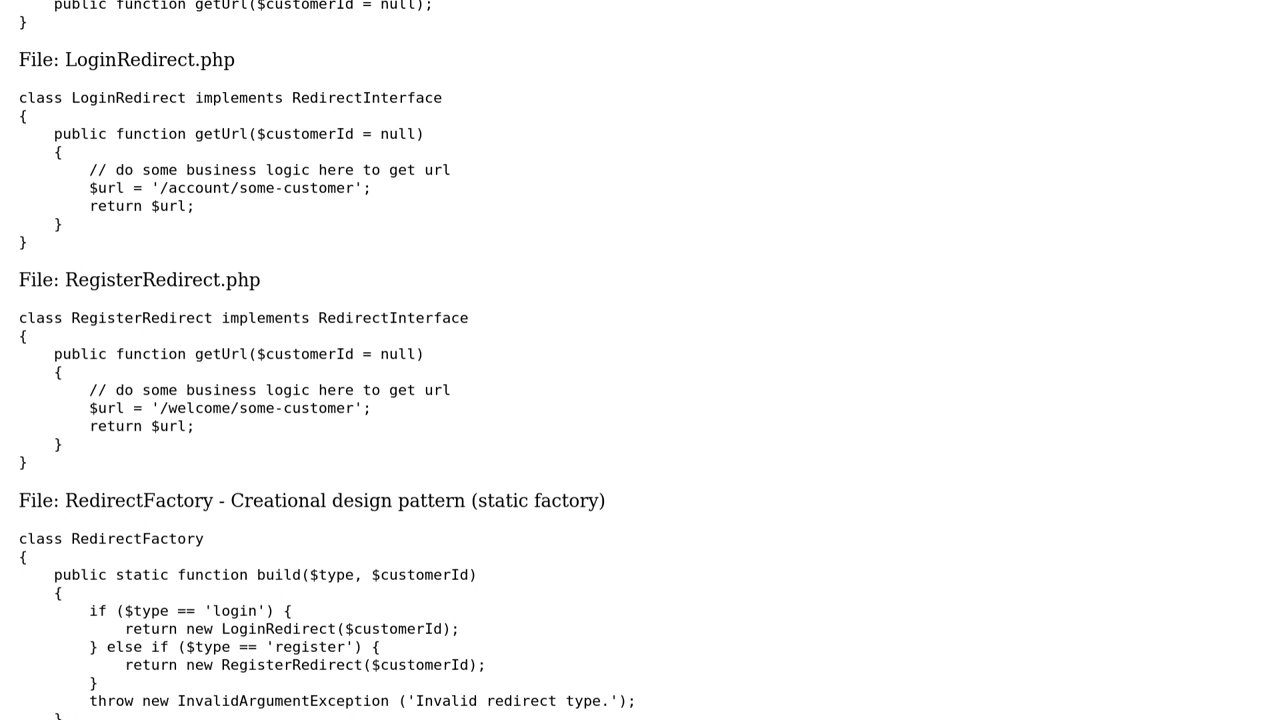 public function getUrl($customerId = null);
}
File: LoginRedirect.php
class LoginRedirect implements RedirectInterface
{
    public function getUrl($customerId = null)
    {
        // do some business logic here to get url
        $url = '/account/some-customer';
        return $url;
    }
}
File: RegisterRedirect.php
class RegisterRedirect implements RedirectInterface
{
    public function getUrl($customerId = null)
    {
        // do some business logic here to get url
        $url = '/welcome/some-customer';
        return $url;
    }
}
File: RedirectFactory - Creational design pattern (static factory)
class RedirectFactory
{
    public static function build($type, $customerId)
    {
        if ($type == 'login') {
            return new LoginRedirect($customerId);
        } else if ($type == 'register') {
            return new RegisterRedirect($customerId);
        }
        throw new InvalidArgumentException ('Invalid redirect type.');
    }